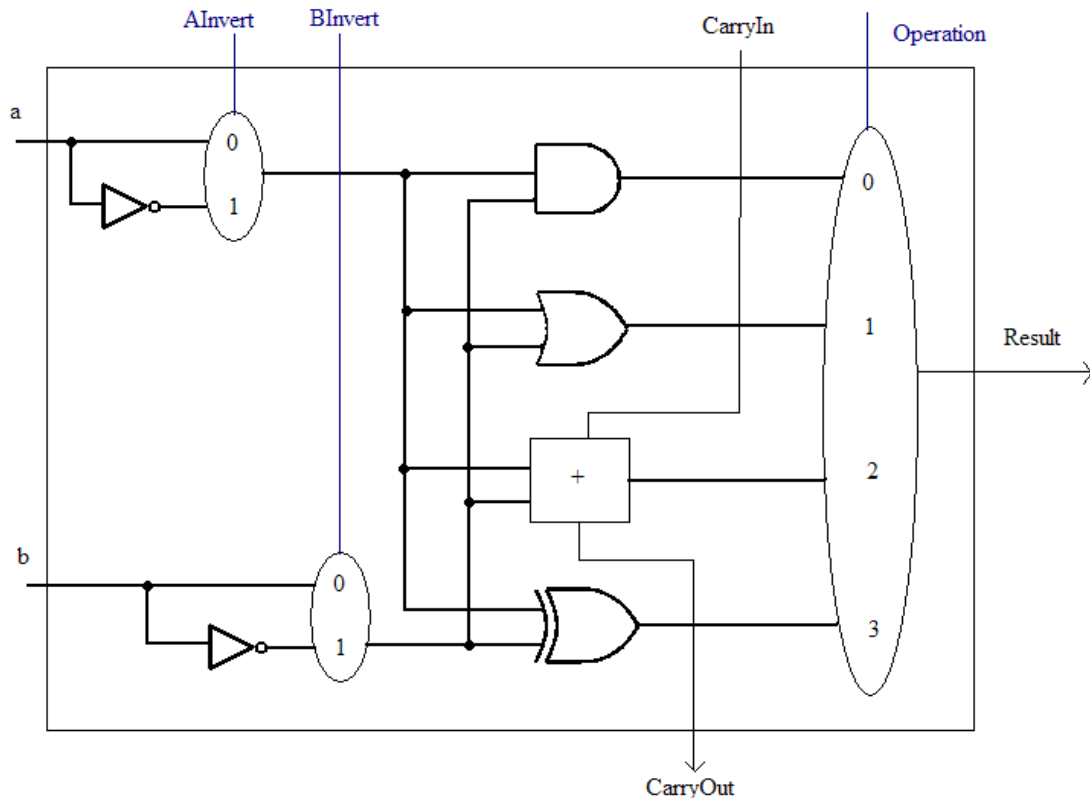 AInvert
BInvert
CarryIn
Operation
a
0
1
0
1
Result
+
2
b
0
1
3
CarryOut